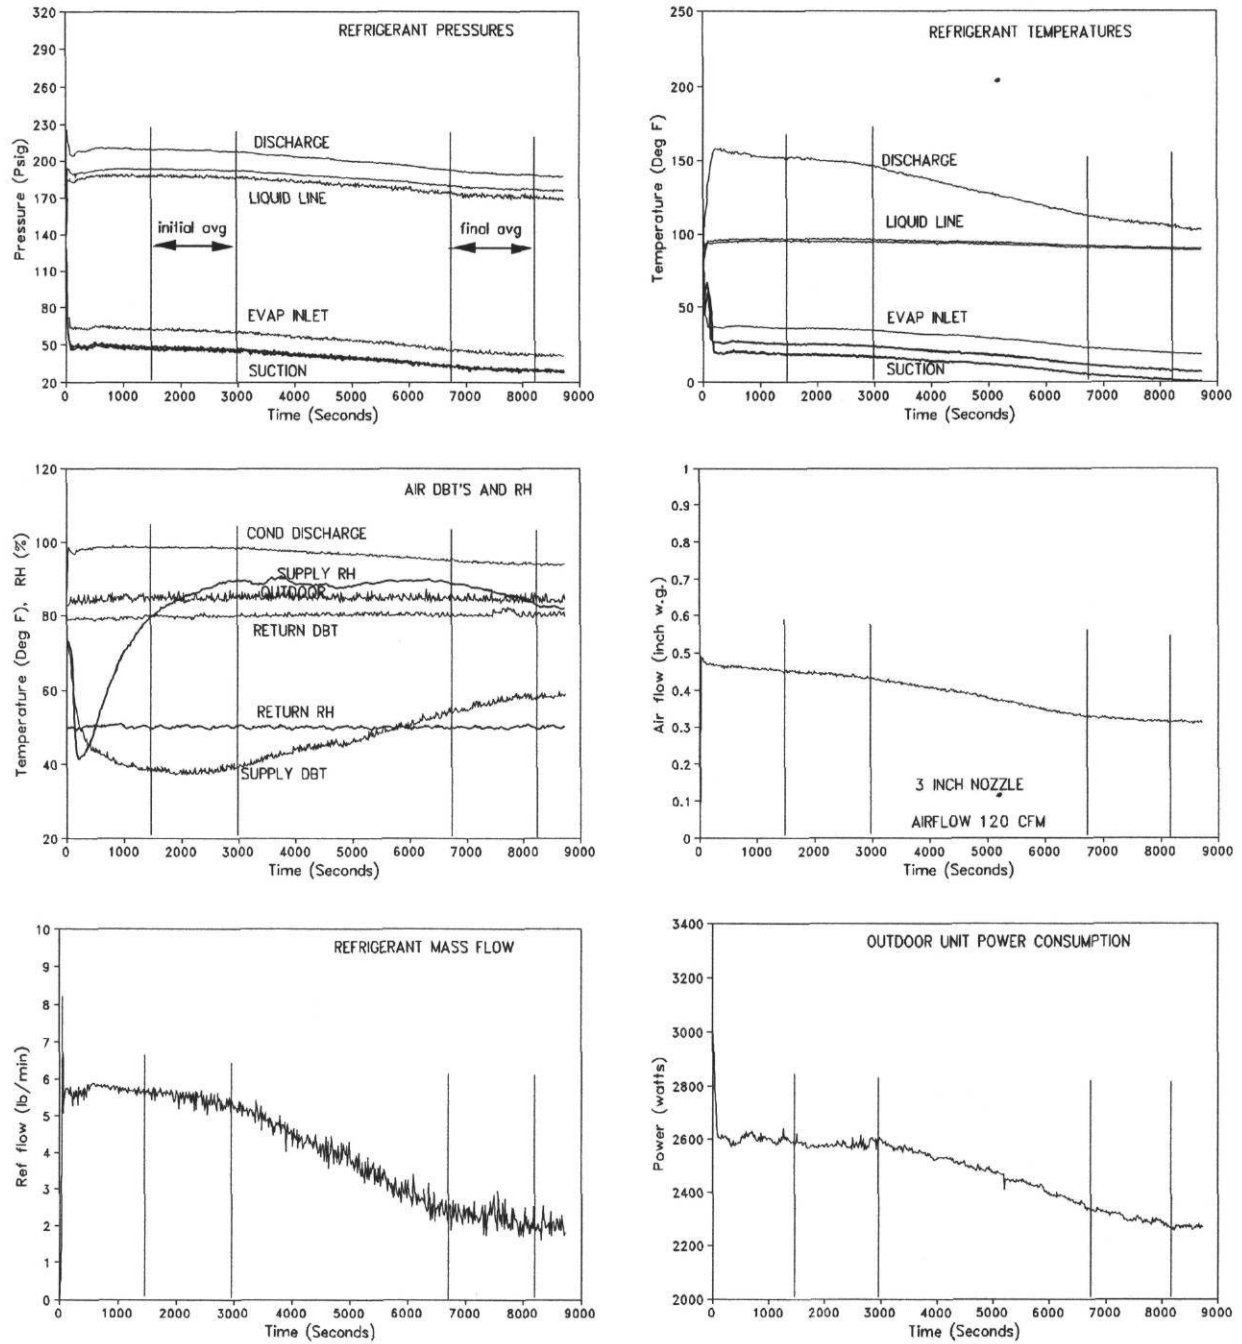 REFRIGERANT PRESSURES
320
290
260
230
200
170
140
110
80
50
20
Pressure (Psig)
DISCHARGE
LIQUID LINE
initial avg
final avg
EVAP INLET
SUCTION
0 1000 2000 3000 4000 5000 6000 7000 8000 9000
Time (Seconds)
REFRIGERANT TEMPERATURES
250
200
150
100
50
0
Temperature (Deg F)
DISCHARGE
LIQUID LINE
EVAP INLET
SUCTION
0 1000 2000 3000 4000 5000 6000 7000 8000 9000
Time (Seconds)
AIR DBT'S AND RH
120
100
80
60
40
20
Temperature (Deg F), RH (%)
COND DISCHARGE
SUPPLY RH
OUTDOOR
RETURN DBT
RETURN RH
SUPPLY DBT
0 1000 2000 3000 4000 5000 6000 7000 8000 9000
Time (Seconds)
1
0.9
0.8
0.7
0.6
0.5
0.4
0.3
0.2
0.1
0
Air flow (inch w.g.)
3 INCH NOZZLE
AIRFLOW 120 CFM
0 1000 2000 3000 4000 5000 6000 7000 8000 9000
Time (Seconds)
REFRIGERANT MASS FLOW
10
9
8
7
6
5
4
3
2
1
0
Ref flow (lb/min)
0 1000 2000 3000 4000 5000 6000 7000 8000 9000
Time (Seconds)
OUTDOOR UNIT POWER CONSUMPTION
3400
3200
3000
2800
2600
2400
2200
2000
Power (watts)
0 1000 2000 3000 4000 5000 6000 7000 8000 9000
Time (Seconds)